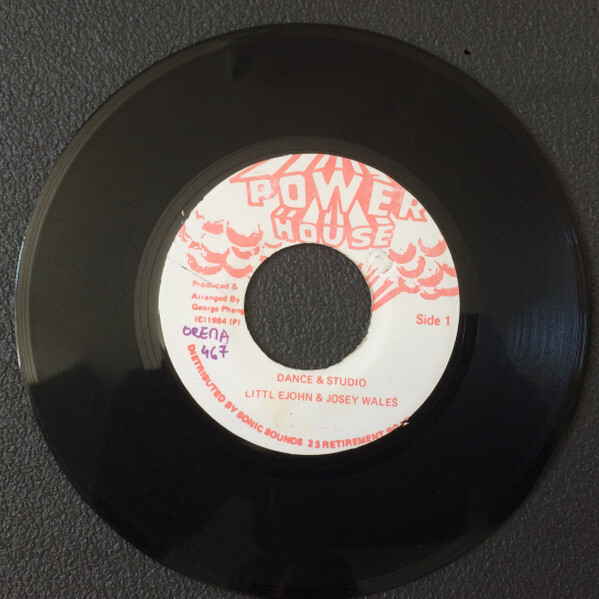 POWER
HOUSE
Produced &
Arranged By
George Phang
(C) 1984 (P)
Side 1
ORENA
467
DANCE & STUDIO
LITTL EJOHN & JOSEY WALES
DISTRIBUTED BY SONIC SOUNDS 25 RETIREMENT